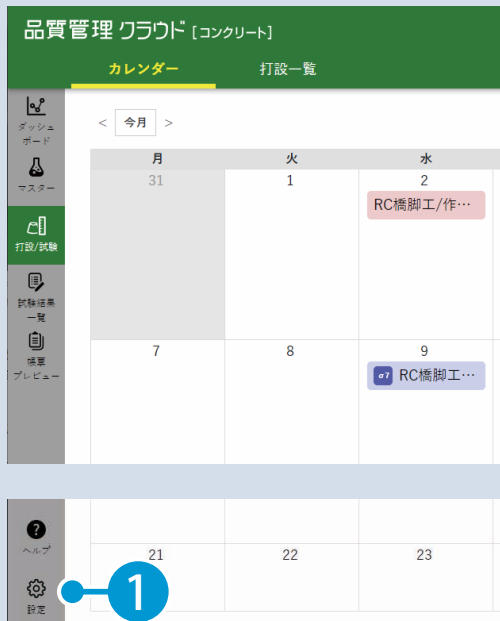 品質管理 クラウド [コンクリート]
カレンダー 打設一覧
ダッシュ
ボード
マスター
打設/試験
試験結果
一覧
帳票
プレビュー
< 今月 >
月 火 水
31 1 2
RC橋脚工/作…
7 8 9
σ7 RC橋脚工…
ヘルプ
設定
21 22 23
1